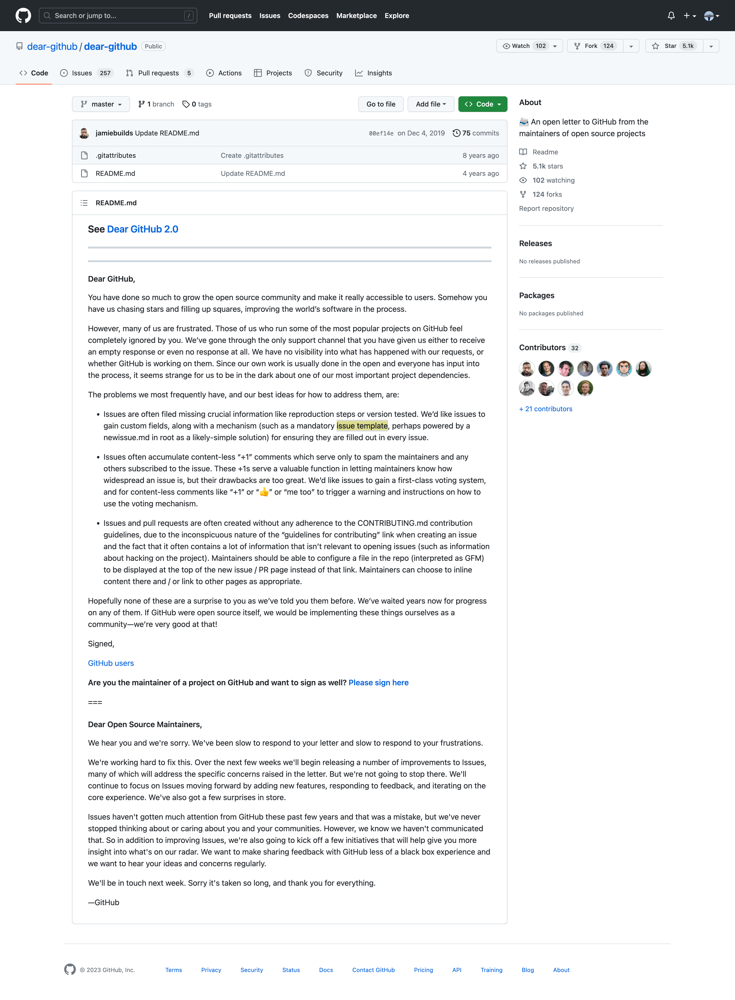 Search or jump to... /
Pull requests Issues Codespaces Marketplace Explore
dear-github / dear-github Public
Watch 102 Fork 124 Star 5.1k
Code Issues 257 Pull requests 5 Actions Projects Security Insights
master 1 branch 0 tags Go to file Add file Code
jamiebuilds Update README.md 00ef14e on Dec 4, 2019 75 commits
.gitattributes Create .gitattributes 8 years ago
README.md Update README.md 4 years ago
README.md
See Dear GitHub 2.0
Dear GitHub,
You have done so much to grow the open source community and make it really accessible to users. Somehow you
have us chasing stars and filling up squares, improving the world’s software in the process.
However, many of us are frustrated. Those of us who run some of the most popular projects on GitHub feel
completely ignored by you. We’ve gone through the only support channel that you have given us either to receive
an empty response or even no response at all. We have no visibility into what has happened with our requests, or
whether GitHub is working on them. Since our own work is usually done in the open and everyone has input into
the process, it seems strange for us to be in the dark about one of our most important project dependencies.
The problems we most frequently have, and our best ideas for how to address them, are:
• Issues are often filed missing crucial information like reproduction steps or version tested. We’d like issues to
gain custom fields, along with a mechanism (such as a mandatory issue template, perhaps powered by a
newissue.md in root as a likely-simple solution) for ensuring they are filled out in every issue.
• Issues often accumulate content-less “+1” comments which serve only to spam the maintainers and any
others subscribed to the issue. These +1s serve a valuable function in letting maintainers know how
widespread an issue is, but their drawbacks are too great. We’d like issues to gain a first-class voting system,
and for content-less comments like “+1” or “👍” or “me too” to trigger a warning and instructions on how to
use the voting mechanism.
• Issues and pull requests are often created without any adherence to the CONTRIBUTING.md contribution
guidelines, due to the inconspicuous nature of the “guidelines for contributing” link when creating an issue
and the fact that it often contains a lot of information that isn’t relevant to opening issues (such as information
about hacking on the project). Maintainers should be able to configure a file in the repo (interpreted as GFM)
to be displayed at the top of the new issue / PR page instead of that link. Maintainers can choose to inline
content there and / or link to other pages as appropriate.
Hopefully none of these are a surprise to you as we’ve told you them before. We’ve waited years now for progress
on any of them. If GitHub were open source itself, we would be implementing these things ourselves as a
community—we’re very good at that!
Signed,
GitHub users
Are you the maintainer of a project on GitHub and want to sign as well? Please sign here
===
Dear Open Source Maintainers,
We hear you and we're sorry. We've been slow to respond to your letter and slow to respond to your frustrations.
We're working hard to fix this. Over the next few weeks we'll begin releasing a number of improvements to Issues,
many of which will address the specific concerns raised in the letter. But we're not going to stop there. We'll
continue to focus on Issues moving forward by adding new features, responding to feedback, and iterating on the
core experience. We've also got a few surprises in store.
Issues haven't gotten much attention from GitHub these past few years and that was a mistake, but we've never
stopped thinking about or caring about you and your communities. However, we know we haven't communicated
that. So in addition to improving Issues, we're also going to kick off a few initiatives that will help give you more
insight into what's on our radar. We want to make sharing feedback with GitHub less of a black box experience and
we want to hear your ideas and concerns regularly.
We'll be in touch next week. Sorry it's taken so long, and thank you for everything.
—GitHub
About
An open letter to GitHub from the
maintainers of open source projects
Readme
5.1k stars
102 watching
124 forks
Report repository
Releases
No releases published
Packages
No packages published
Contributors 32
+ 21 contributors
© 2023 GitHub, Inc. Terms Privacy Security Status Docs Contact GitHub Pricing API Training Blog About